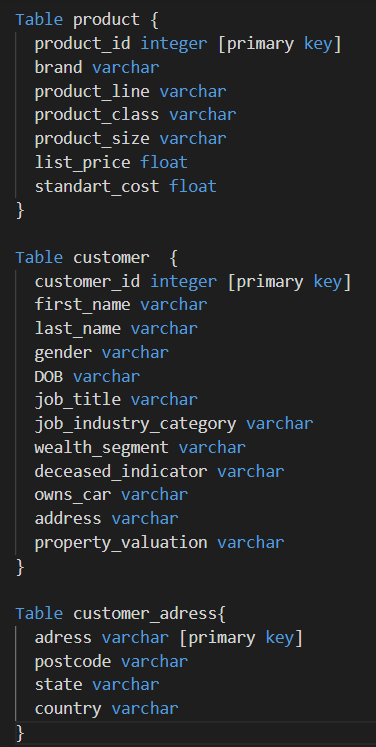 Table product {
product_id integer [primary key]
brand varchar
product_line varchar
product_class varchar
product_size varchar
list_price float
standart_cost float
}
Table customer  {
customer_id integer [primary key]
first_name varchar
last_name varchar
gender varchar
DOB varchar
job_title varchar
job_industry_category varchar
wealth_segment varchar
deceased_indicator varchar
owns_car varchar
address varchar
property_valuation varchar
}
Table customer_adress{
adress varchar [primary key]
postcode varchar
state varchar
country varchar
}